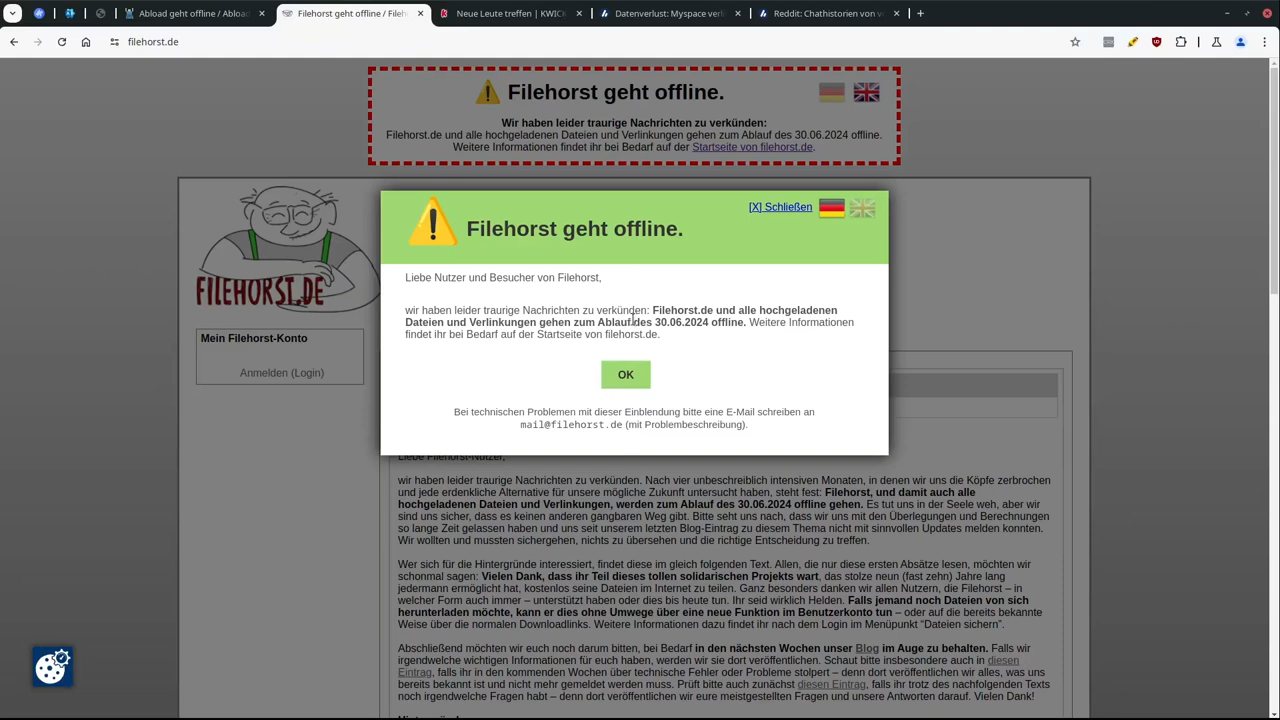 Abload geht offline / Abload
Filehorst geht offline / Fileh
Neue Leute treffen | KWICK
Datenverlust: Myspace verl
Reddit: Chathistorien von v
filehorst.de
Filehorst geht offline.
Wir haben leider traurige Nachrichten zu verkünden:
Filehorst.de und alle hochgeladenen Dateien und Verlinkungen gehen zum Ablauf des 30.06.2024 offline.
Weitere Informationen findet ihr bei Bedarf auf der Startseite von filehorst.de.
FILEHORST.DE
Mein Filehorst-Konto
Anmelden (Login)
[X] Schließen
Filehorst geht offline.
Liebe Nutzer und Besucher von Filehorst,
wir haben leider traurige Nachrichten zu verkünden: Filehorst.de und alle hochgeladenen
Dateien und Verlinkungen gehen zum Ablauf des 30.06.2024 offline. Weitere Informationen
findet ihr bei Bedarf auf der Startseite von filehorst.de.
OK
Bei technischen Problemen mit dieser Einblendung bitte eine E-Mail schreiben an
mail@filehorst.de (mit Problembeschreibung).
Liebe Filehorst-Nutzer,
wir haben leider traurige Nachrichten zu verkünden. Nach vier unbeschreiblich intensiven Monaten, in denen wir uns die Köpfe zerbrochen
und jede erdenkliche Alternative für unsere mögliche Zukunft untersucht haben, steht fest: Filehorst, und damit auch alle
hochgeladenen Dateien und Verlinkungen, werden zum Ablauf des 30.06.2024 offline gehen. Es tut uns in der Seele weh, aber wir
sind uns sicher, dass es keinen anderen gangbaren Weg gibt. Bitte seht uns nach, dass wir uns mit den Überlegungen und Berechnungen
so lange Zeit gelassen haben und uns seit unserem letzten Blog-Eintrag zu diesem Thema nicht mit sinnvollen Updates melden konnten.
Wir wollten und mussten sichergehen, nichts zu übersehen und die richtige Entscheidung zu treffen.
Wer sich für die Hintergründe interessiert, findet diese im gleich folgenden Text. Allen, die nur diese ersten Absätze lesen, möchten wir
schonmal sagen: Vielen Dank, dass ihr Teil dieses tollen solidarischen Projekts wart, das stolze neun (fast zehn) Jahre lang
jedermann ermöglicht hat, kostenlos seine Dateien im Internet zu teilen. Ganz besonders danken wir allen Nutzern, die Filehorst – in
welcher Form auch immer – unterstützt haben oder dies bis heute tun. Ihr seid wirklich Helden. Falls jemand noch Dateien von sich
herunterladen möchte, kann er dies ohne Umwege über eine neue Funktion im Benutzerkonto tun – oder auf die bereits bekannte
Weise über die normalen Downloadlinks. Weitere Informationen dazu findet ihr nach dem Login im Menüpunkt “Dateien sichern”.
Abschließend möchten wir euch noch darum bitten, bei Bedarf in den nächsten Wochen unser Blog im Auge zu behalten. Falls wir
irgendwelche wichtigen Informationen für euch haben, werden wir sie dort veröffentlichen. Schaut bitte insbesondere auch in diesen
Eintrag, falls ihr in den kommenden Wochen über technische Fehler oder Probleme stolpert – denn dort veröffentlichen wir alles, was uns
bereits bekannt ist und nicht mehr gemeldet werden muss. Prüft bitte auch zunächst diesen Eintrag, falls ihr trotz des nachfolgenden Texts
noch irgendwelche Fragen habt – denn dort veröffentlichen wir eure meistgestellten Fragen und unsere Antworten darauf. Vielen Dank!